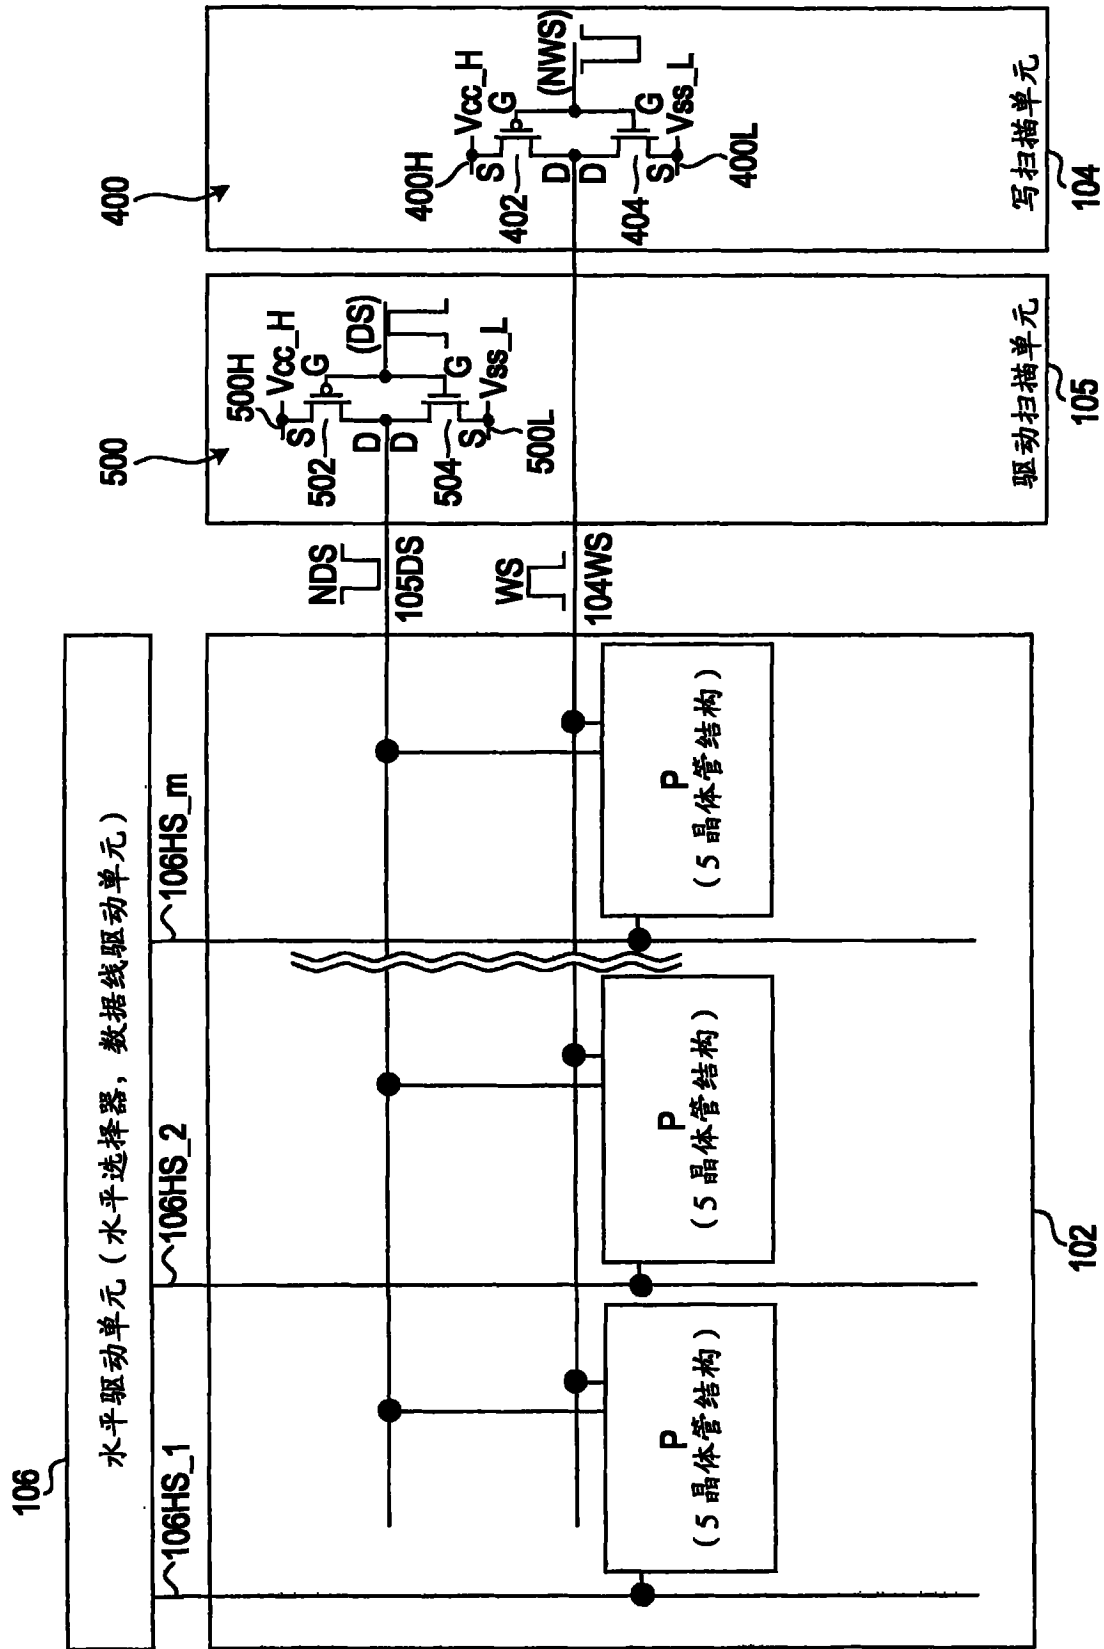 106
水平驱动单元（水平选择器，数据线驱动单元）
106HS_1
106HS_2
106HS_m
P
（5晶体管结构）
P
（5晶体管结构）
P
（5晶体管结构）
102
NDS
105DS
WS
104WS
500
500H
Vcc_H
S
G
502
D
(DS)
D
504
G
S
Vss_L
500L
驱动扫描单元
105
400
400H
Vcc_H
S
G
402
D
(NWS)
D
404
G
S
Vss_L
400L
写扫描单元
104